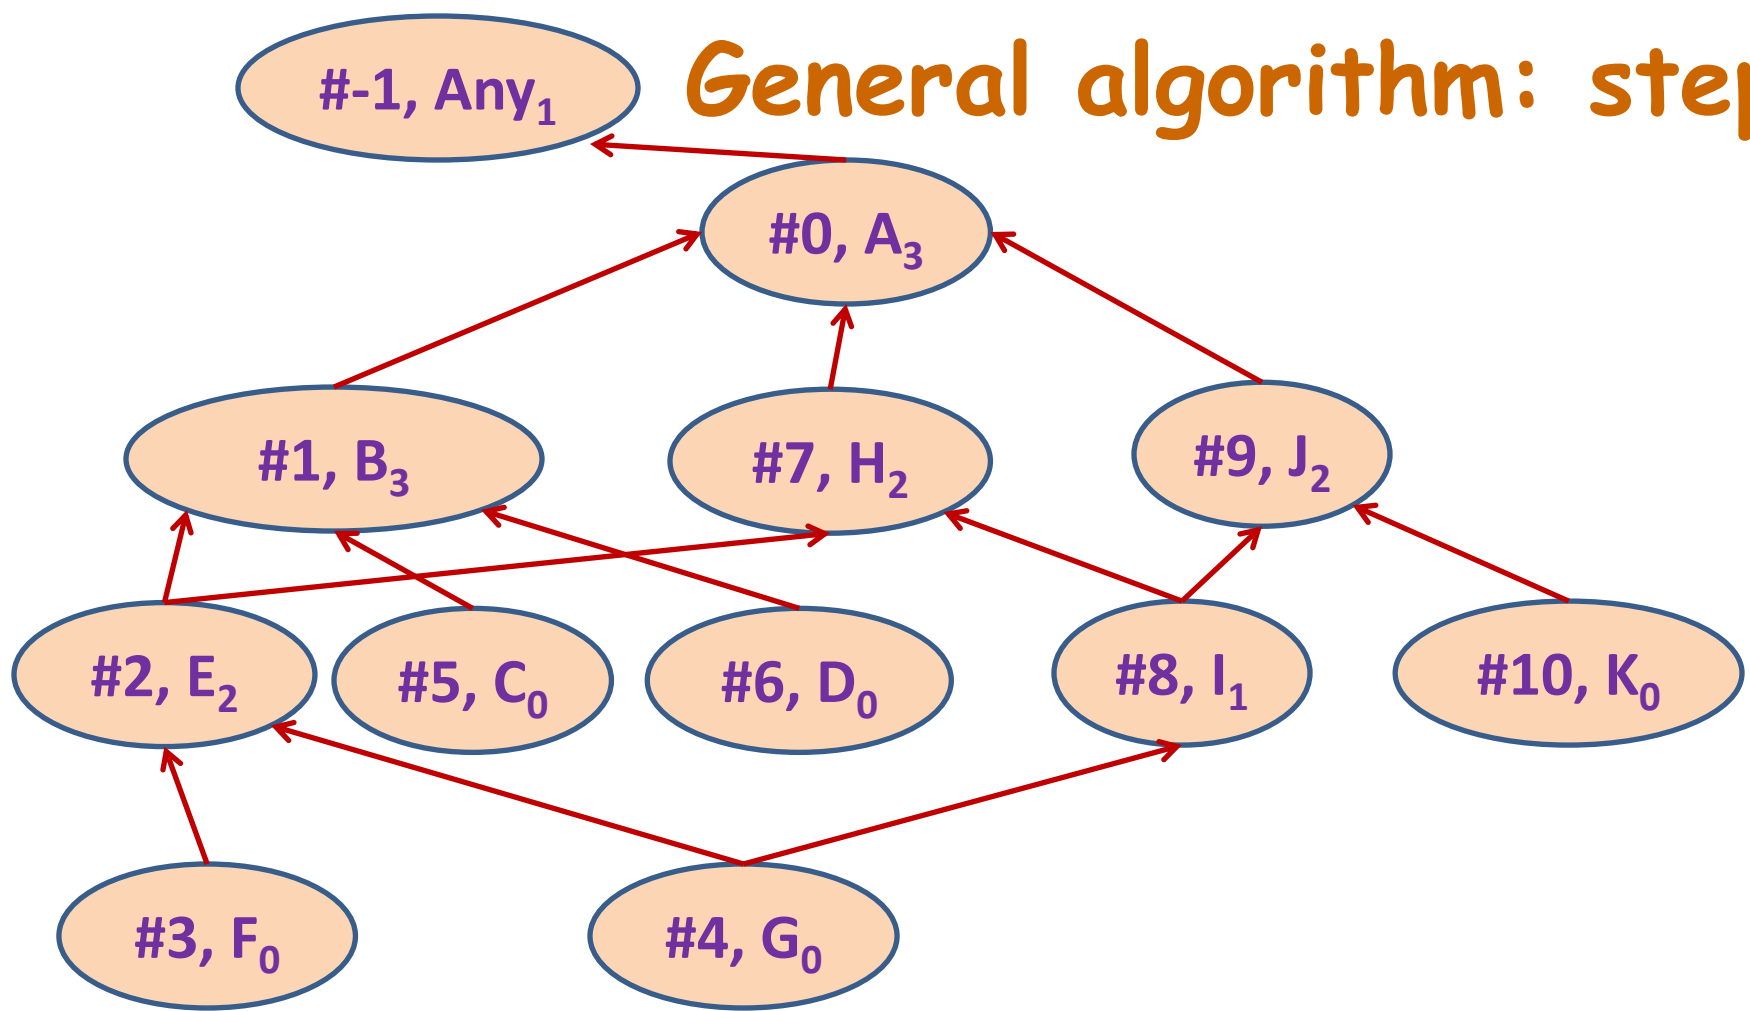 General algorithm: step
#-1, Any₁
#0, A₃
#1, B₃
#7, H₂
#9, J₂
#2, E₂
#5, C₀
#6, D₀
#8, I₁
#10, K₀
#3, F₀
#4, G₀